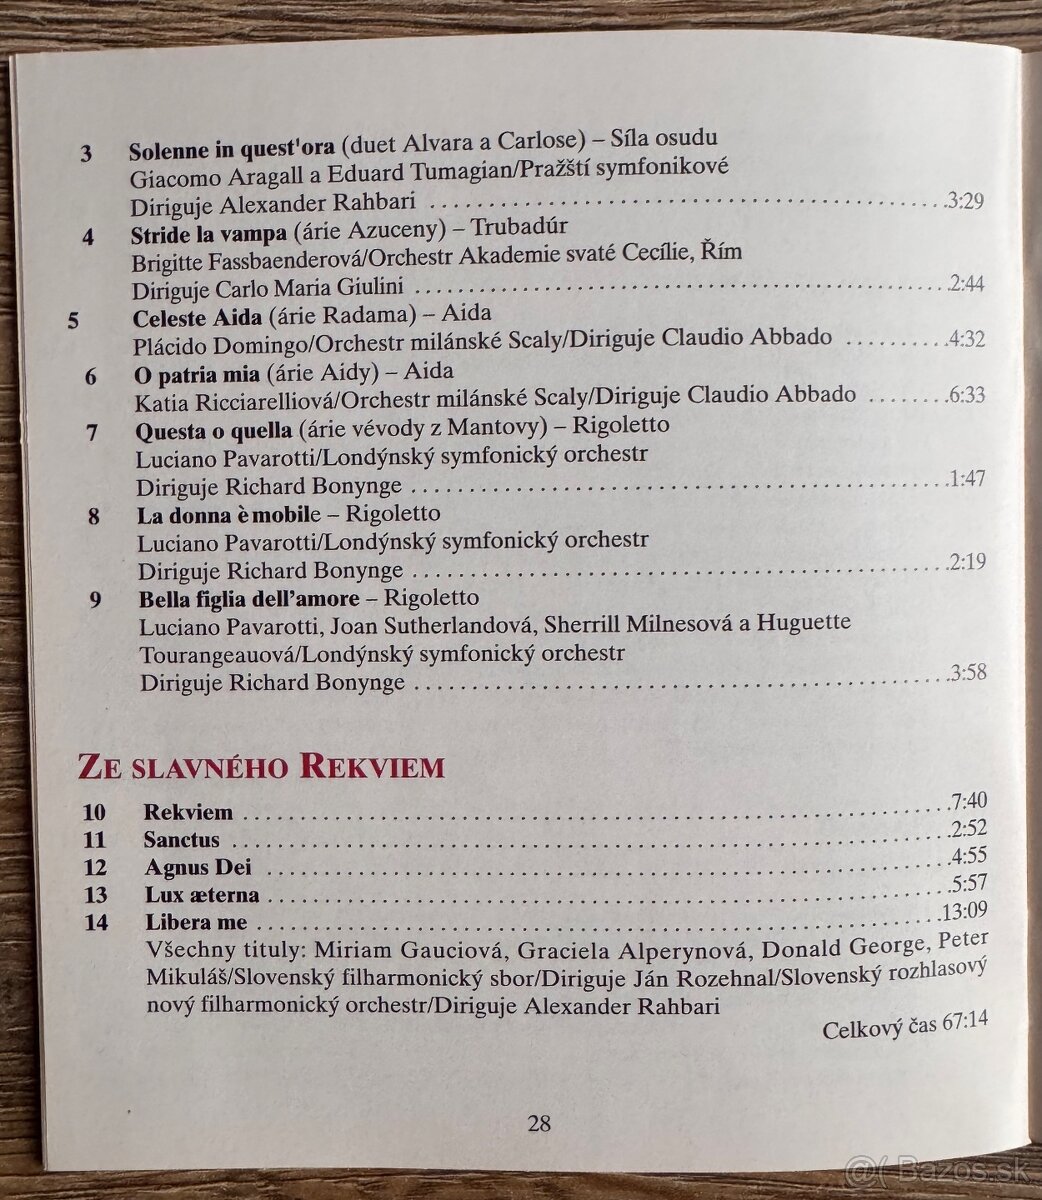 3 Solenne in quest'ora (duet Alvara a Carlose) – Síla osudu
Giacomo Aragall a Eduard Tumagian/Pražští symfonikové
Diriguje Alexander Rahbari ........................................3:29
4 Stride la vampa (árie Azuceny) – Trubadúr
Brigitte Fassbaenderová/Orchestr Akademie svaté Cecílie, Řím
Diriguje Carlo Maria Giulini ........................................2:44
5 Celeste Aida (árie Radama) – Aida
Plácido Domingo/Orchestr milánské Scaly/Diriguje Claudio Abbado ..........4:32
6 O patria mia (árie Aidy) – Aida
Katia Ricciarelliová/Orchestr milánské Scaly/Diriguje Claudio Abbado ........6:33
7 Questa o quella (árie vévody z Mantovy) – Rigoletto
Luciano Pavarotti/Londýnský symfonický orchestr
Diriguje Richard Bonynge ........................................1:47
8 La donna è mobile – Rigoletto
Luciano Pavarotti/Londýnský symfonický orchestr
Diriguje Richard Bonynge ........................................2:19
9 Bella figlia dell’amore – Rigoletto
Luciano Pavarotti, Joan Sutherlandová, Sherrill Milnesová a Huguette
Tourangeauová/Londýnský symfonický orchestr
Diriguje Richard Bonynge ........................................3:58
ZE SLAVNÉHO REKVIEM
10 Rekviem ..................................................7:40
11 Sanctus ..................................................2:52
12 Agnus Dei ................................................4:55
13 Lux æterna ...............................................5:57
14 Libera me ................................................13:09
Všechny tituly: Miriam Gauciová, Graciela Alperynová, Donald George, Peter
Mikuláš/Slovenský filharmonický sbor/Diriguje Ján Rozehnal/Slovenský rozhlasový
nový filharmonický orchestr/Diriguje Alexander Rahbari
Celkový čas 67:14
28
@( Bazos.sk